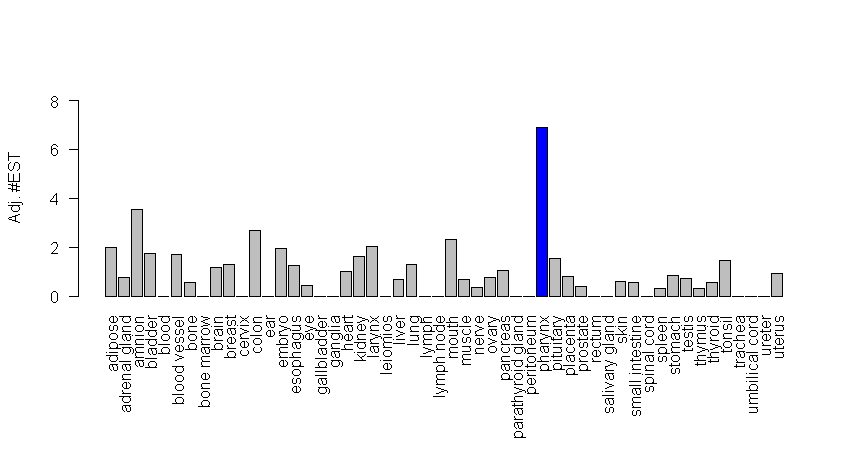 Adj. #EST
8
6
4
2
0
adipose
adrenal gland
amnion
bladder
blood
blood vessel
bone
bone marrow
brain
breast
cervix
colon
ear
embryo
esophagus
eye
gallbladder
ganglia
heart
kidney
larynx
leiomios
liver
lung
lymph
lymph node
mouth
muscle
nerve
ovary
pancreas
parathyroid gland
peritoneum
pharynx
pituitary
placenta
prostate
rectum
salivary gland
skin
small intestine
spinal cord
spleen
stomach
testis
thymus
thyroid
tonsil
trachea
umbilical cord
ureter
uterus